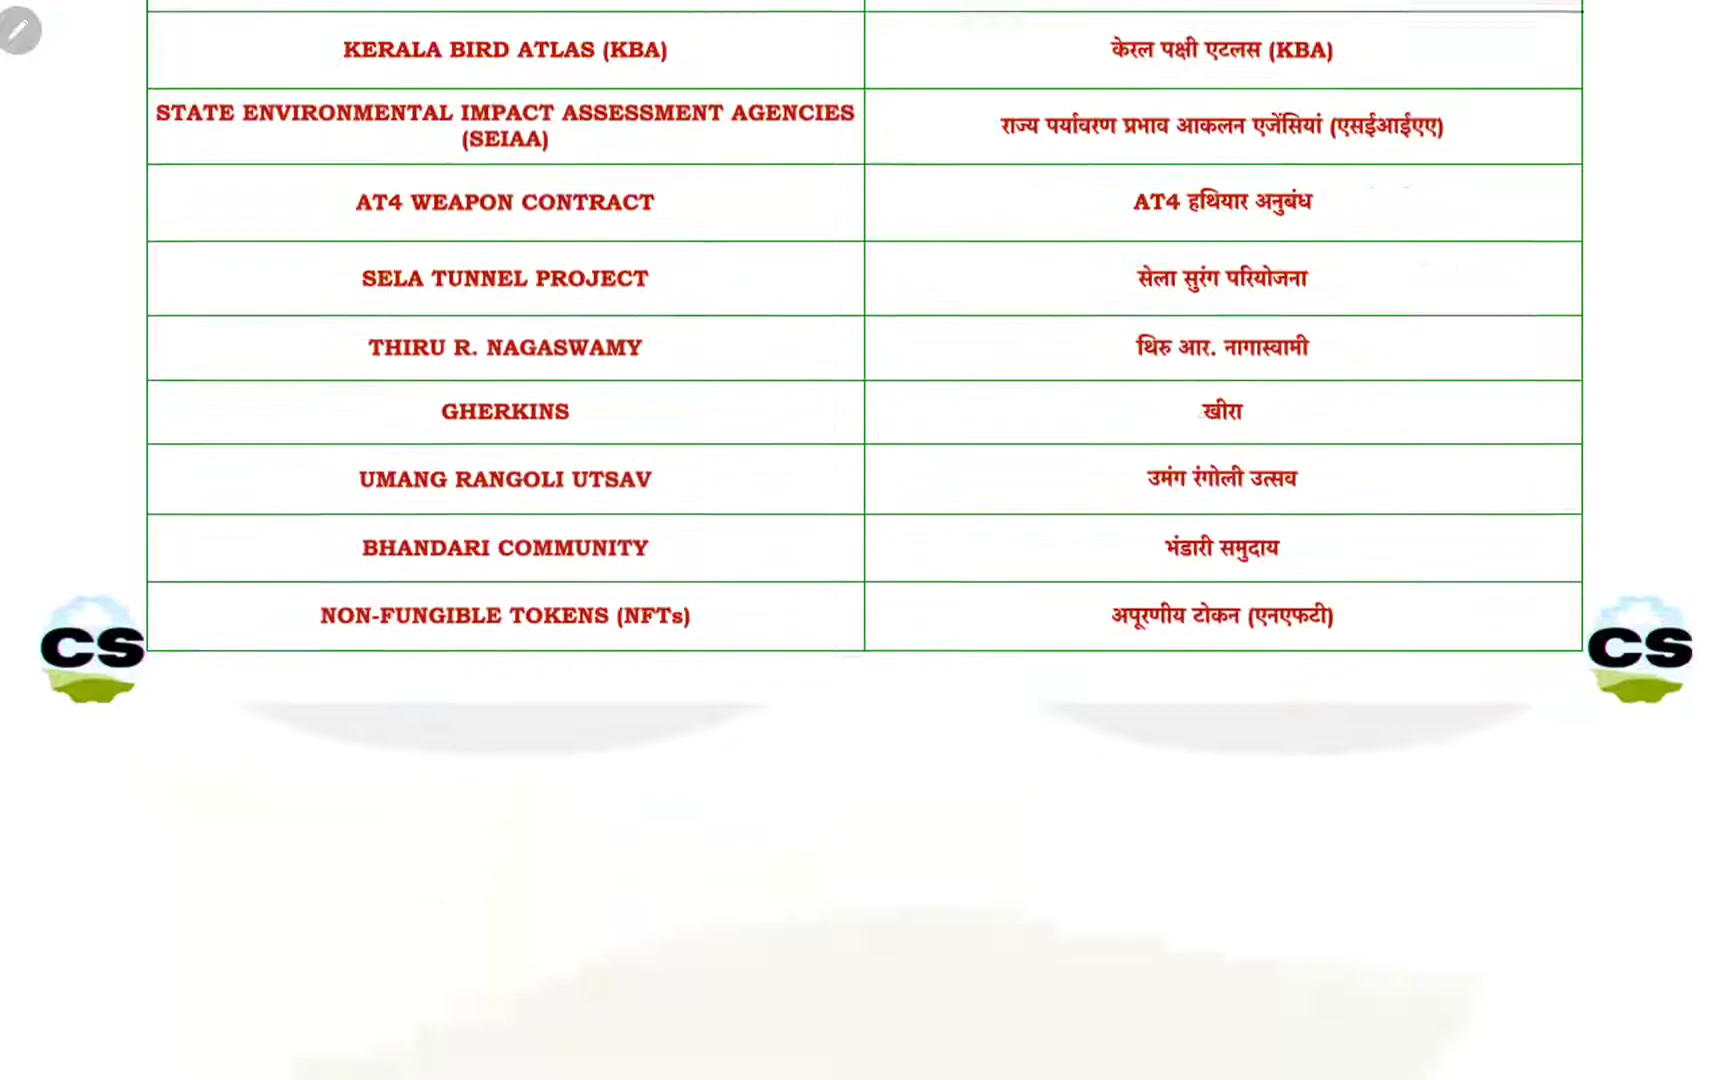 KERALA BIRD ATLAS (KBA)
केरल पक्षी एटलस (KBA)
STATE ENVIRONMENTAL IMPACT ASSESSMENT AGENCIES
(SEIAA)
राज्य पर्यावरण प्रभाव आकलन एजेंसियां (एसईआईएए)
AT4 WEAPON CONTRACT
AT4 हथियार अनुबंध
SELA TUNNEL PROJECT
सेला सुरंग परियोजना
THIRU R. NAGASWAMY
थिरु आर. नागास्वामी
GHERKINS
खीरा
UMANG RANGOLI UTSAV
उमंग रंगोली उत्सव
BHANDARI COMMUNITY
भंडारी समुदाय
NON-FUNGIBLE TOKENS (NFTs)
अपूरणीय टोकन (एनएफटी)
CS
CS